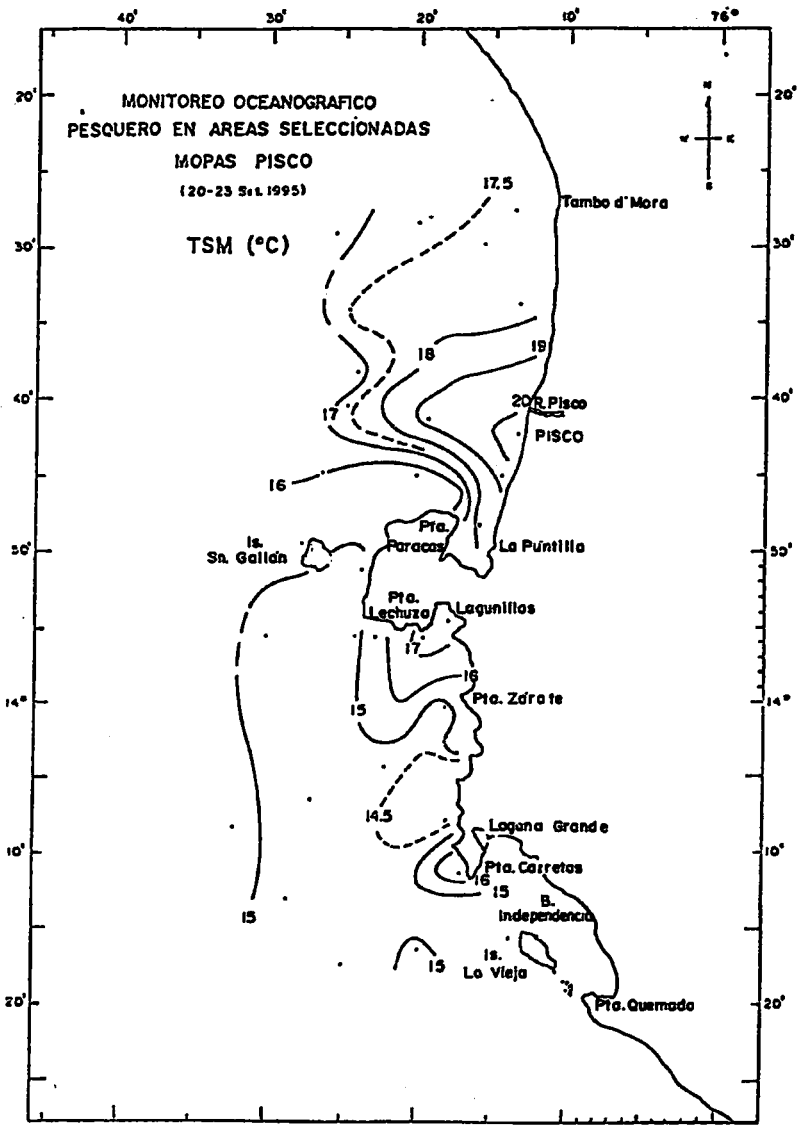 40' 30' 20' 10' 76°
20' 20'
MONITOREO OCEANOGRAFICO
PESQUERO EN AREAS SELECCIONADAS
MOPAS PISCO
(20-23 Set. 1995)
TSM (°C)
N
S
17.5
Tambo d' Mora
30' 30'
18
19
40' 40'
20 R. Pisco
PISCO
17
16
Pta.
Paracas
La Puntilla
Is.
Sn. Gallán
50' 50'
Pta.
Lechuza
Lagunillas
17
16
Pta. Zárate
14° 14°
15
14.5
Laguna Grande
10' 10'
Pta. Carretas
16
15
15
B.
Independencia
Is.
La Vieja
15
Pta. Quemado
20' 20'